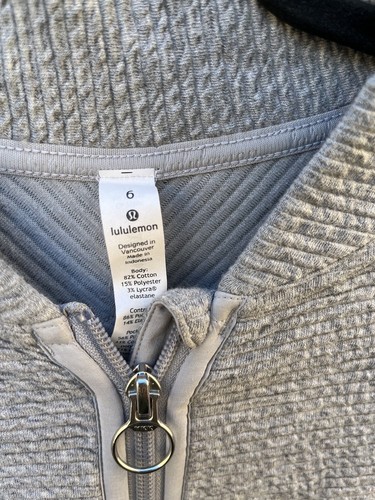 6
lululemon
Designed in
Vancouver
Made in
Indonesia
Body:
82% Cotton
15% Polyester
3% Lycra®
elastane